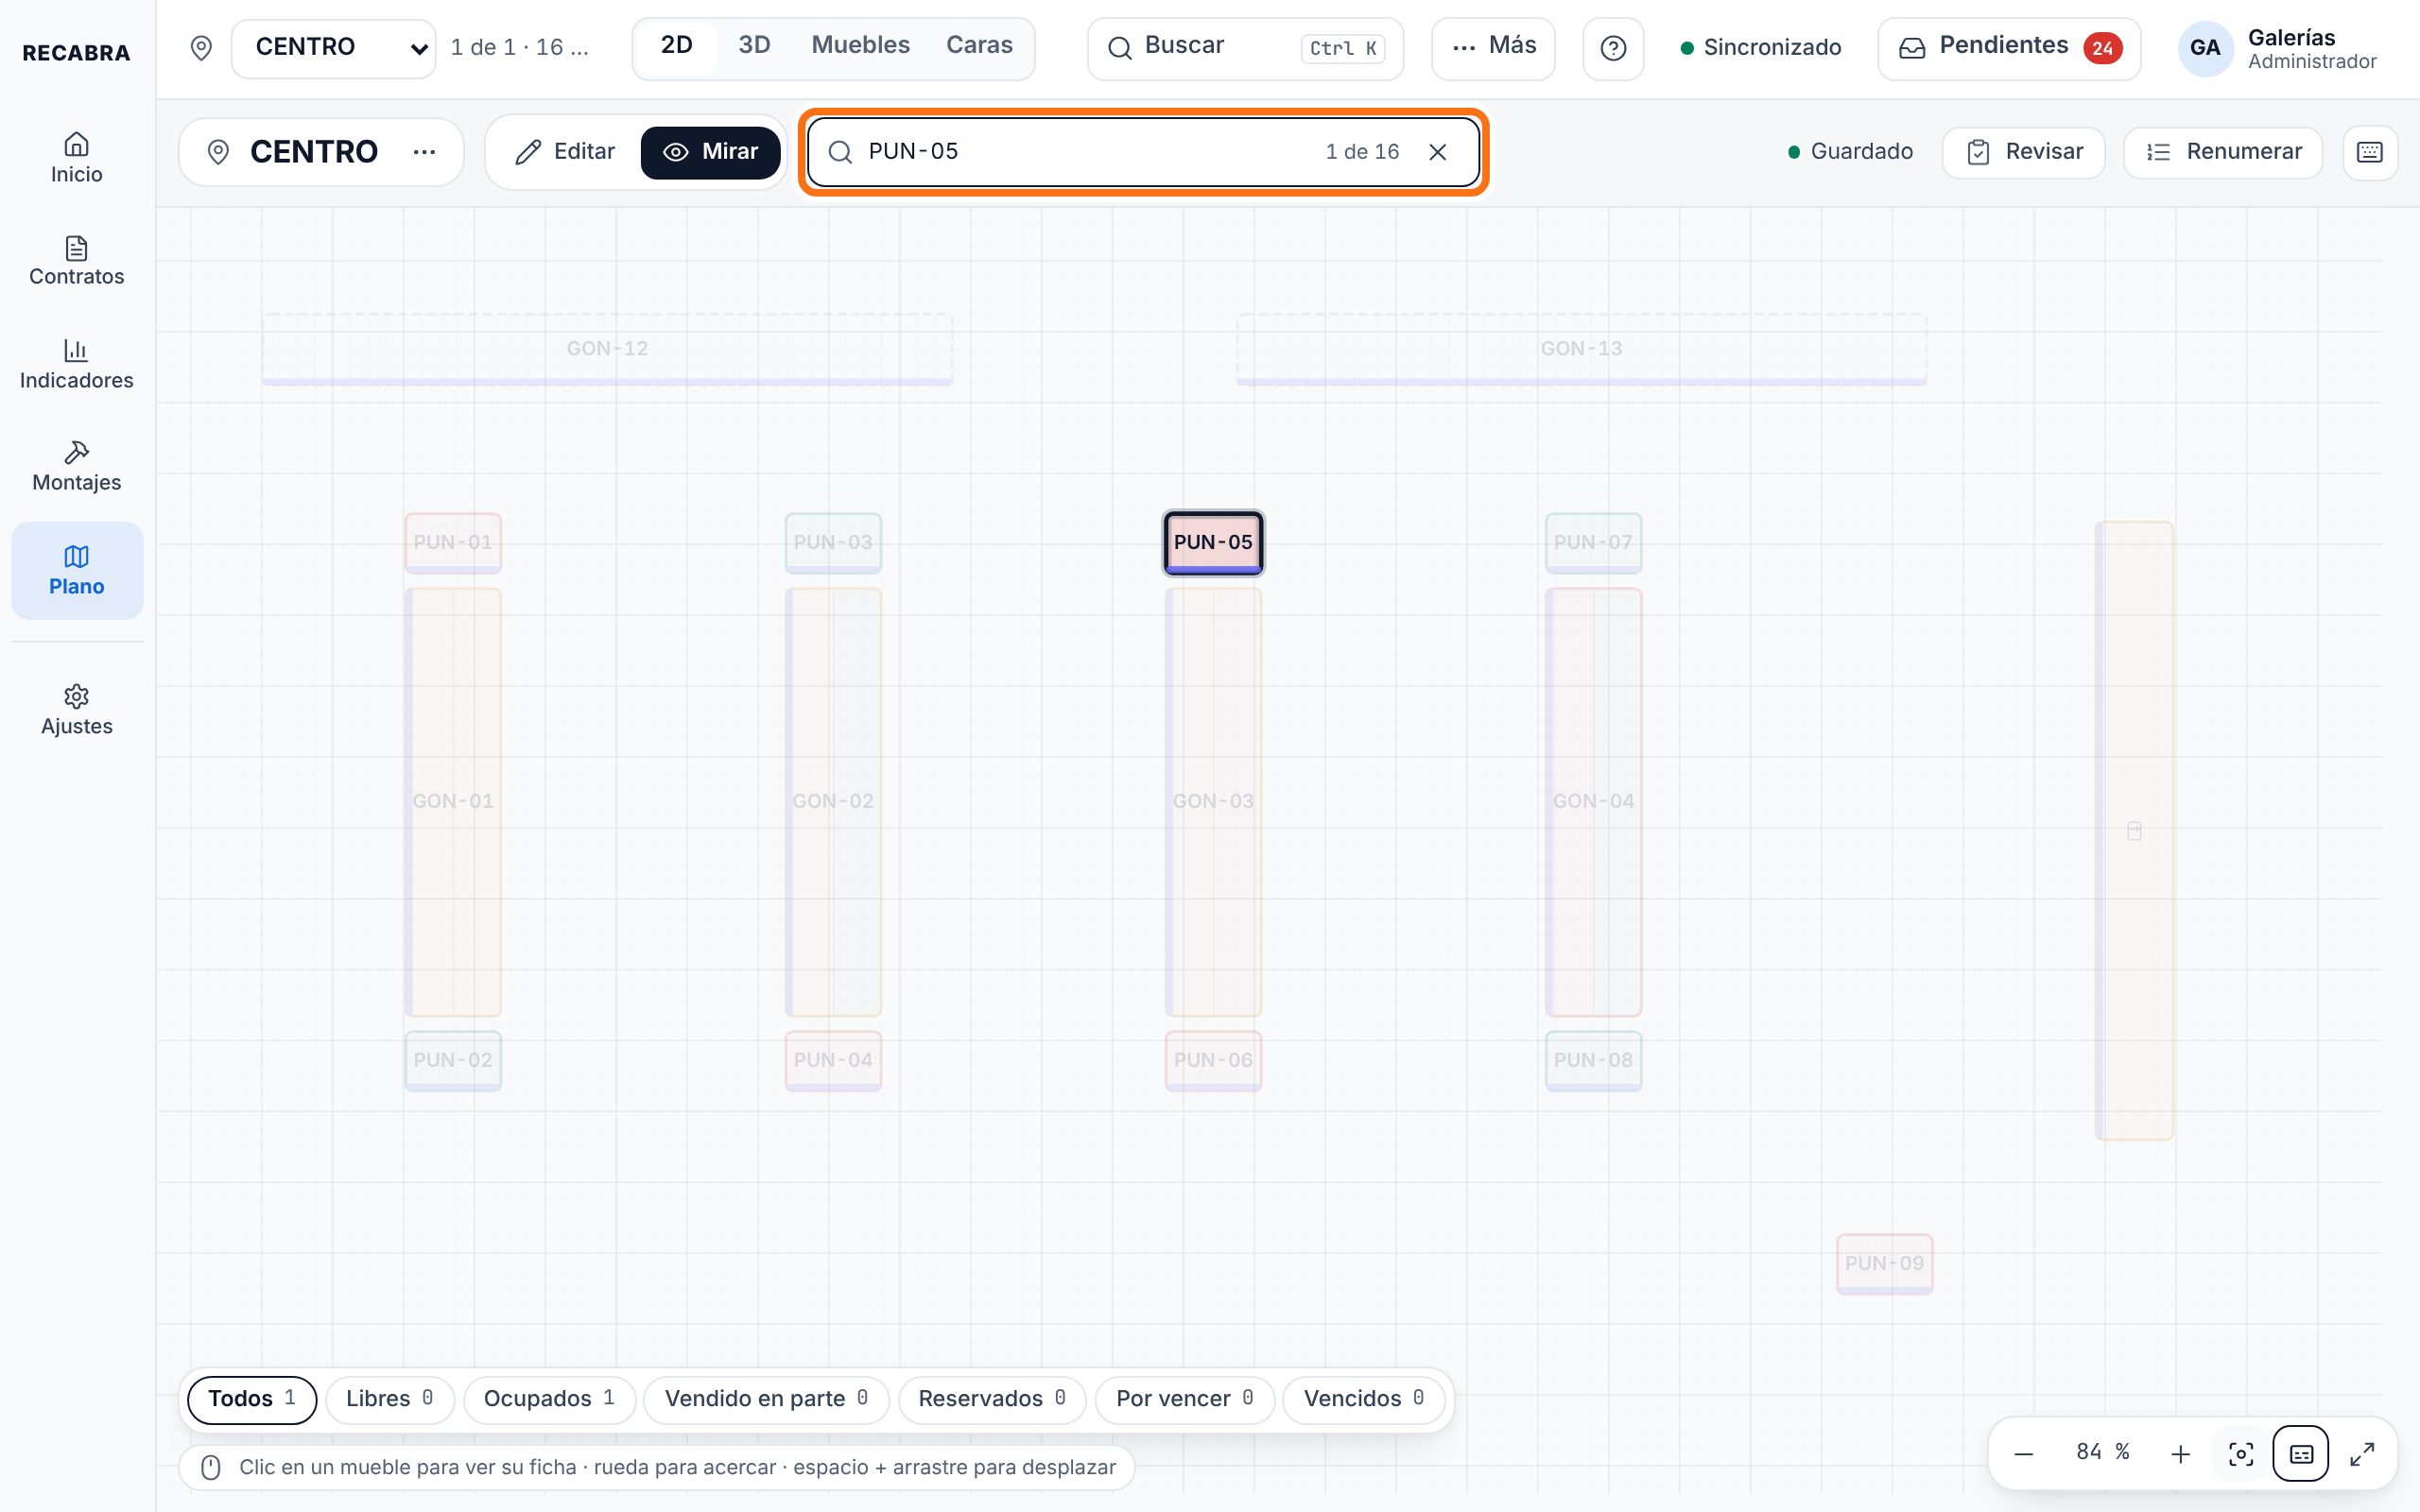 RECABRA
Inicio
Contratos
Indicadores
Montajes
Plano
Ajustes
CENTRO
1 de 1 · 16 ...
2D
3D
Muebles
Caras
Buscar
Ctrl K
Más
Sincronizado
Pendientes
24
GA
Galerías
Administrador
CENTRO
Editar
Mirar
PUN-05
1 de 16
Guardado
Revisar
Renumerar
GON-12
GON-13
PUN-01
PUN-03
PUN-05
PUN-07
GON-01
GON-02
GON-03
GON-04
PUN-02
PUN-04
PUN-06
PUN-08
PUN-09
Todos 1
Libres 0
Ocupados 1
Vendido en parte 0
Reservados 0
Por vencer 0
Vencidos 0
Clic en un mueble para ver su ficha · rueda para acercar · espacio + arrastre para desplazar
84 %